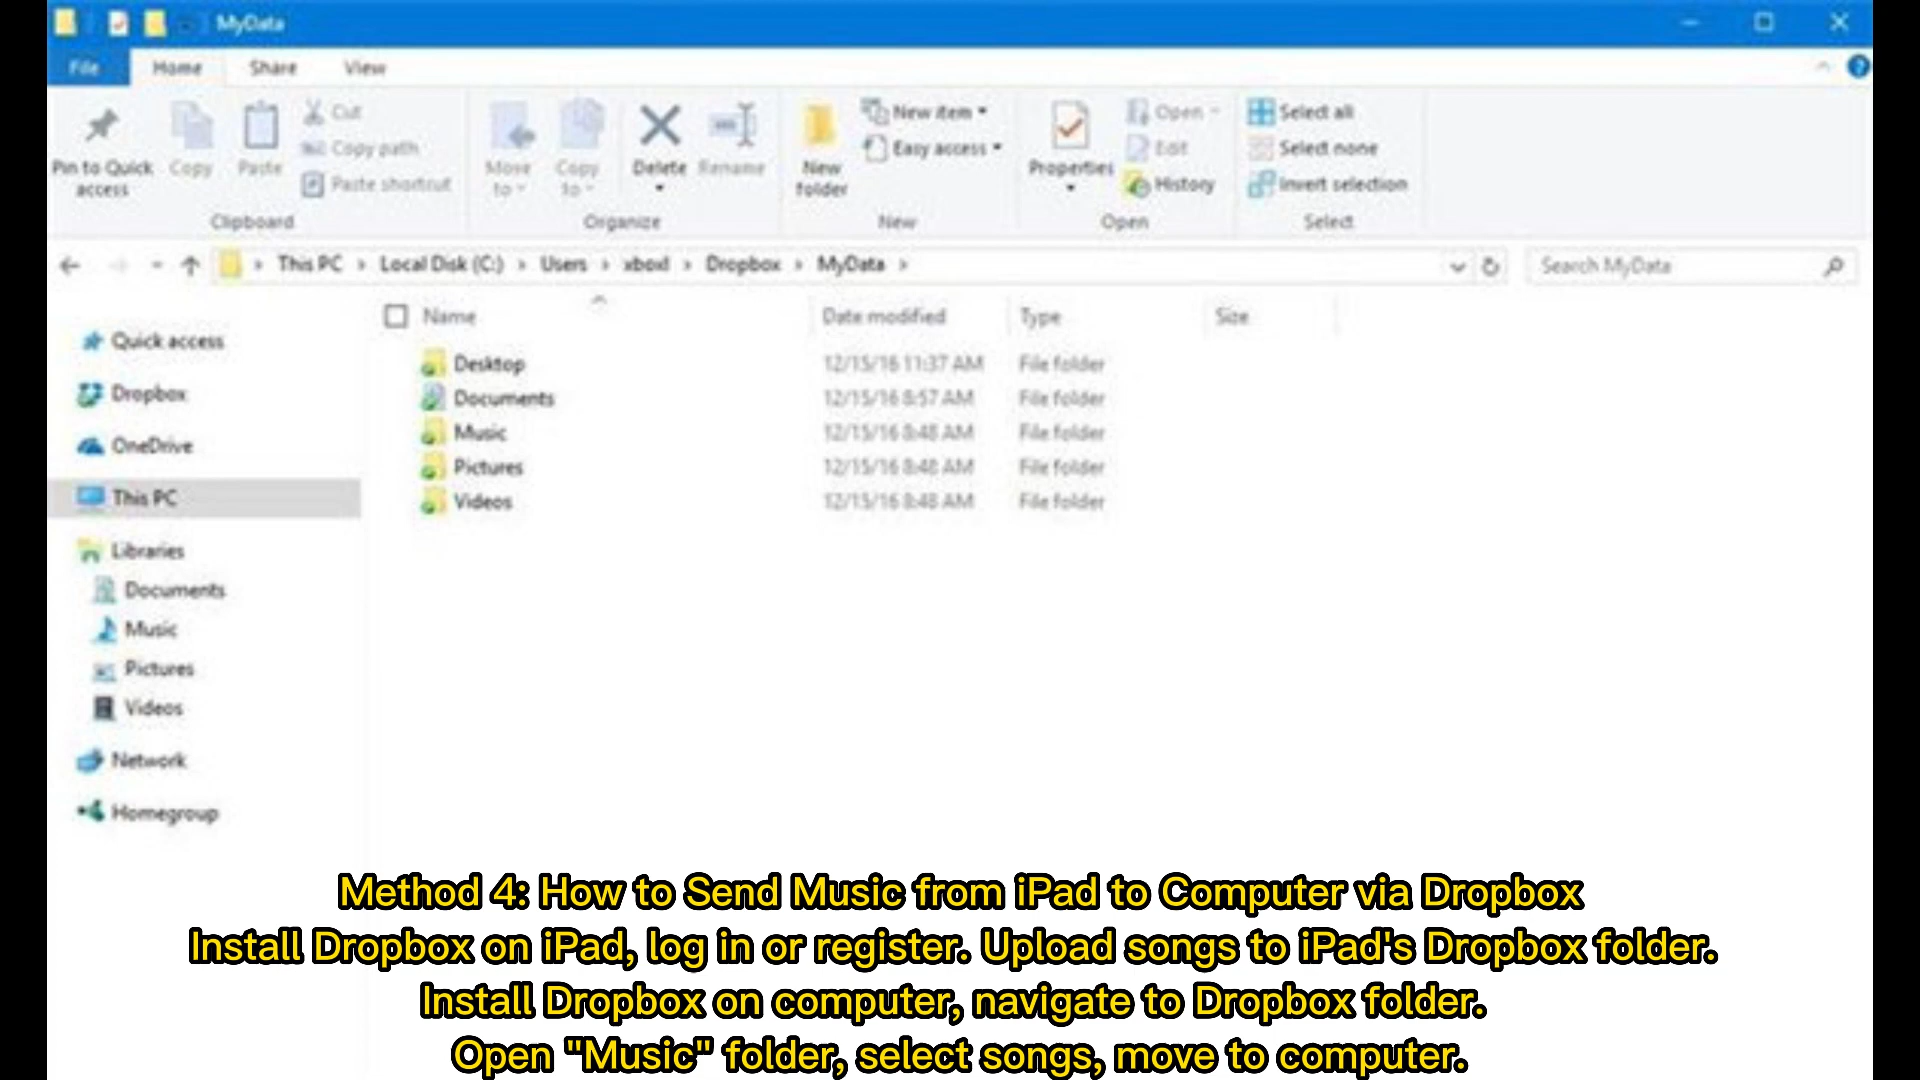 MyData
File Home Share View
Pin to Quick access
Copy
Paste
Cut
Copy path
Paste shortcut
Clipboard
Move to
Copy to
Delete
Rename
Organize
New folder
New item
Easy access
New
Properties
Open
Edit
History
Open
Select all
Select none
Invert selection
Select
This PC › Local Disk (C:) › Users › xboxl › Dropbox › MyData ›
Search MyData
Quick access
Dropbox
OneDrive
This PC
Libraries
Documents
Music
Pictures
Videos
Network
Homegroup
Name Date modified Type Size
Desktop 12/15/16 11:37 AM File folder
Documents 12/15/16 8:57 AM File folder
Music 12/15/16 8:48 AM File folder
Pictures 12/15/16 8:48 AM File folder
Videos 12/15/16 8:48 AM File folder
Method 4: How to Send Music from iPad to Computer via Dropbox
Install Dropbox on iPad, log in or register. Upload songs to iPad's Dropbox folder.
Install Dropbox on computer, navigate to Dropbox folder.
Open "Music" folder, select songs, move to computer.